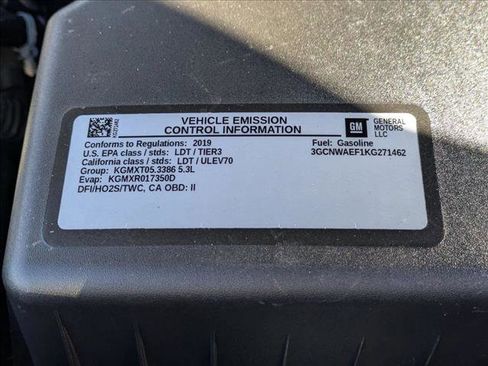 VEHICLE EMISSION
CONTROL INFORMATION
GM
GENERAL
MOTORS
LLC
Conforms to Regulations: 2019
Fuel: Gasoline
U.S. EPA class / stds: LDT / TIER3
3GCNWAEF1KG271462
California class / stds: LDT / ULEV70
Group: KGMXT05.3386 5.3L
Evap: KGMXR017350D
DFI/HO2S/TWC, CA OBD: II